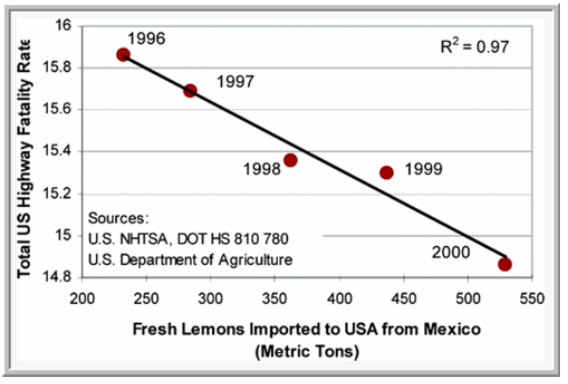 16
15.8
15.6
15.4
15.2
15
14.8
Total US Highway Fatality Rate
1996
1997
1998
1999
2000
R² = 0.97
Sources:
U.S. NHTSA, DOT HS 810 780
U.S. Department of Agriculture
200 250 300 350 400 450 500 550
Fresh Lemons Imported to USA from Mexico
(Metric Tons)